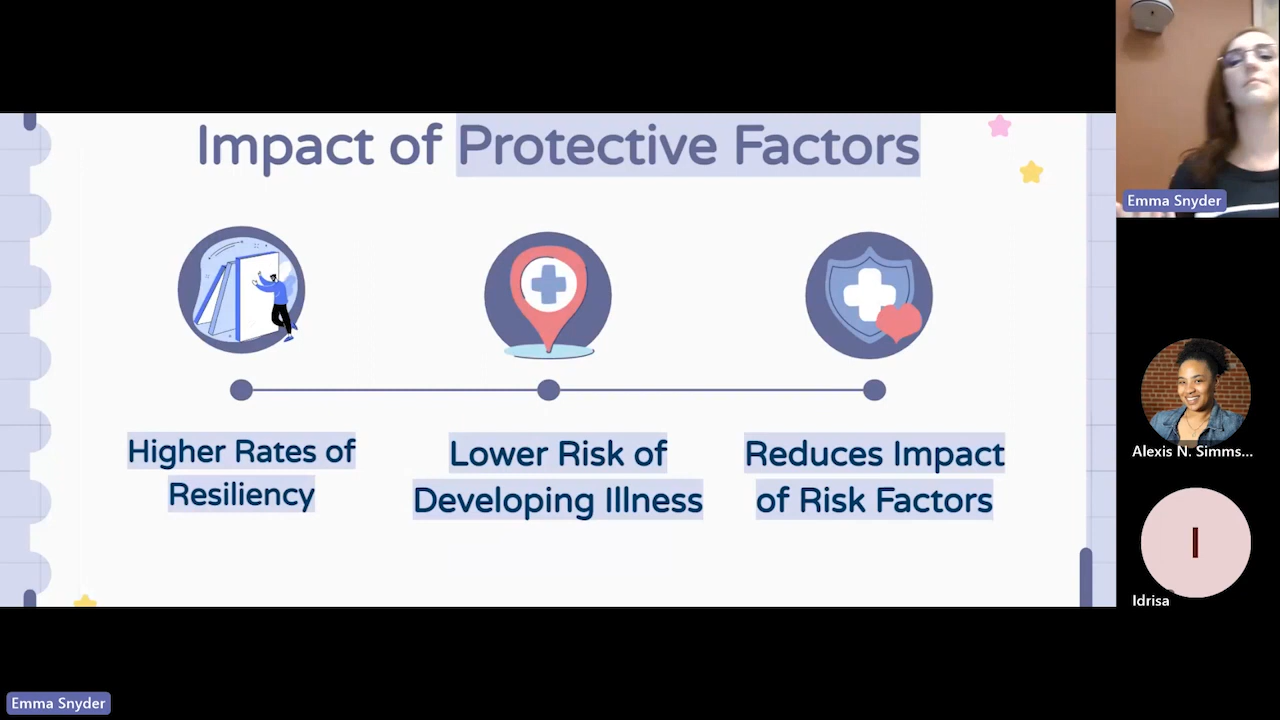 Impact of Protective Factors
Higher Rates of
Resiliency
Lower Risk of
Developing Illness
Reduces Impact
of Risk Factors
Emma Snyder
Alexis N. Simms...
I
Idrisa
Emma Snyder